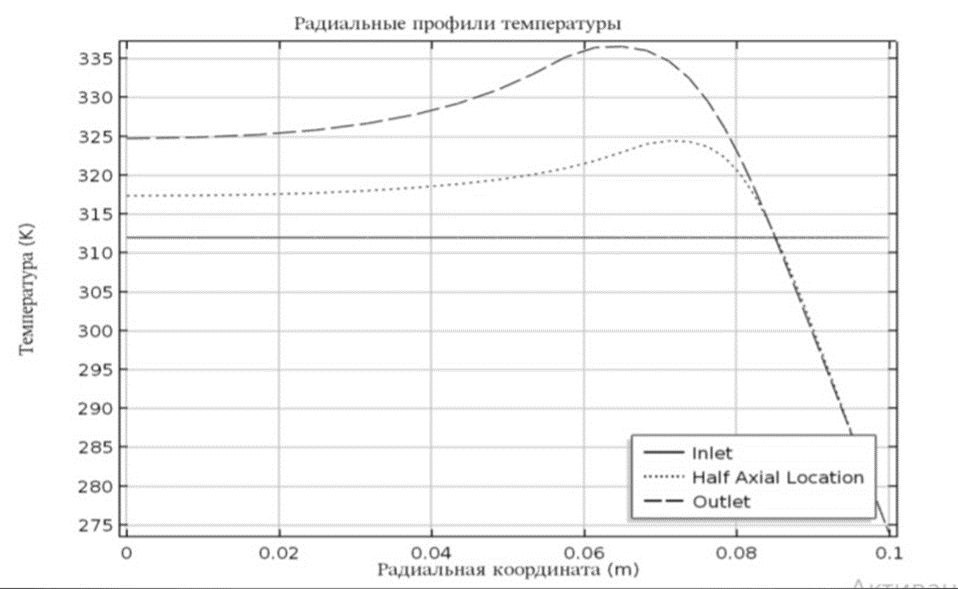 Радиальные профили температуры
Температура (K)
335
330
325
320
315
310
305
300
295
290
285
280
275
Inlet
Half Axial Location
Outlet
0 0.02 0.04 0.06 0.08 0.1
Радиальная координата (m)